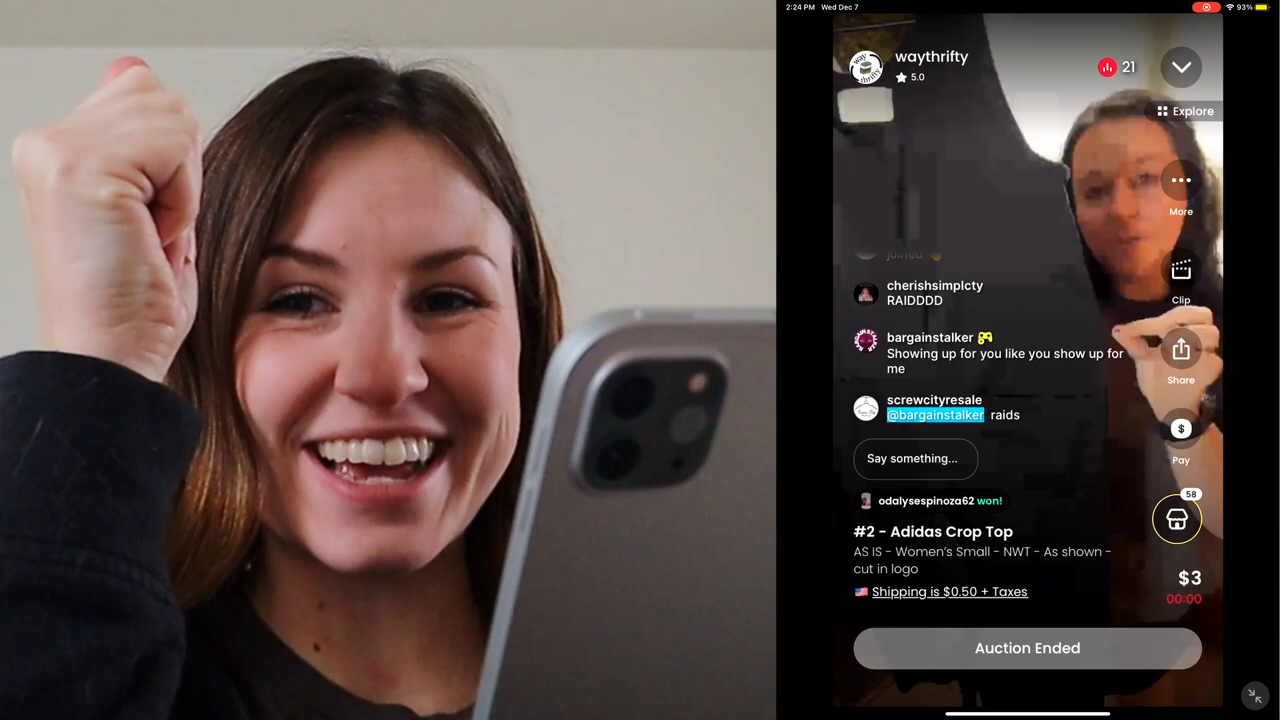 2:24 PM Wed Dec 7
93%
way
thrifty
waythrifty
5.0
21
Explore
More
joined
Clip
cherishsimplcty
RAIDDDD
bargainstalker
Showing up for you like you show up for
me
Share
screwcityresale
@bargainstalker raids
$
Pay
Say something...
58
odalysespinoza62 won!
#2 - Adidas Crop Top
AS IS - Women's Small - NWT - As shown -
cut in logo
$3
Shipping is $0.50 + Taxes
00:00
Auction Ended